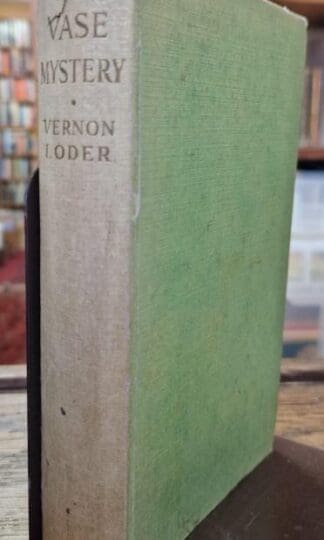 VASE
MYSTERY
·
VERNON
LODER